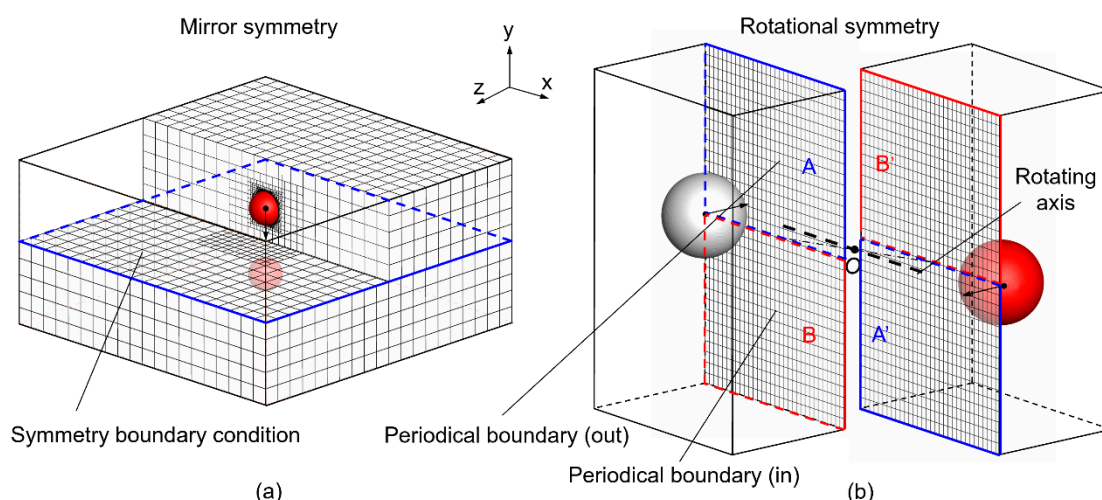 Mirror symmetry
Rotational symmetry
y
z
x
A
B'
Rotating
axis
O
B
A'
Symmetry boundary condition
Periodical boundary (out)
Periodical boundary (in)
(a)
(b)